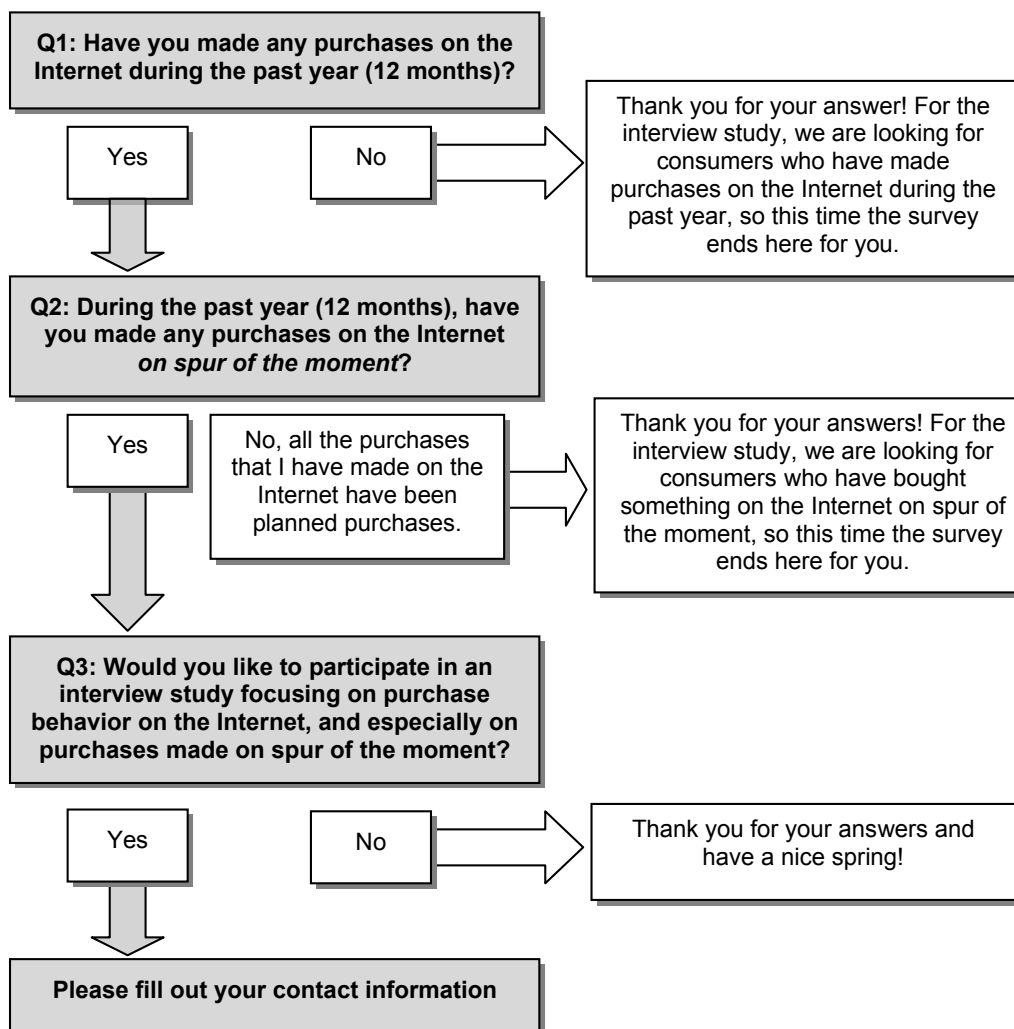 Q1: Have you made any purchases on the
Internet during the past year (12 months)?
Yes
No
Thank you for your answer! For the
interview study, we are looking for
consumers who have made
purchases on the Internet during the
past year, so this time the survey
ends here for you.
Q2: During the past year (12 months), have
you made any purchases on the Internet
on spur of the moment?
Yes
No, all the purchases
that I have made on the
Internet have been
planned purchases.
Thank you for your answers! For the
interview study, we are looking for
consumers who have bought
something on the Internet on spur of
the moment, so this time the survey
ends here for you.
Q3: Would you like to participate in an
interview study focusing on purchase
behavior on the Internet, and especially on
purchases made on spur of the moment?
Yes
No
Thank you for your answers and
have a nice spring!
Please fill out your contact information